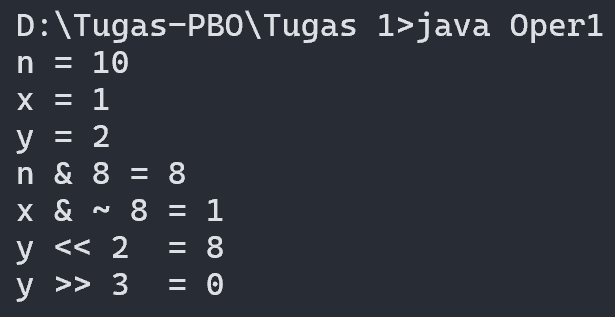 D:\Tugas-PBO\Tugas 1>java Oper1
n = 10
x = 1
y = 2
n & 8 = 8
x & ~ 8 = 1
y << 2  = 8
y >> 3  = 0